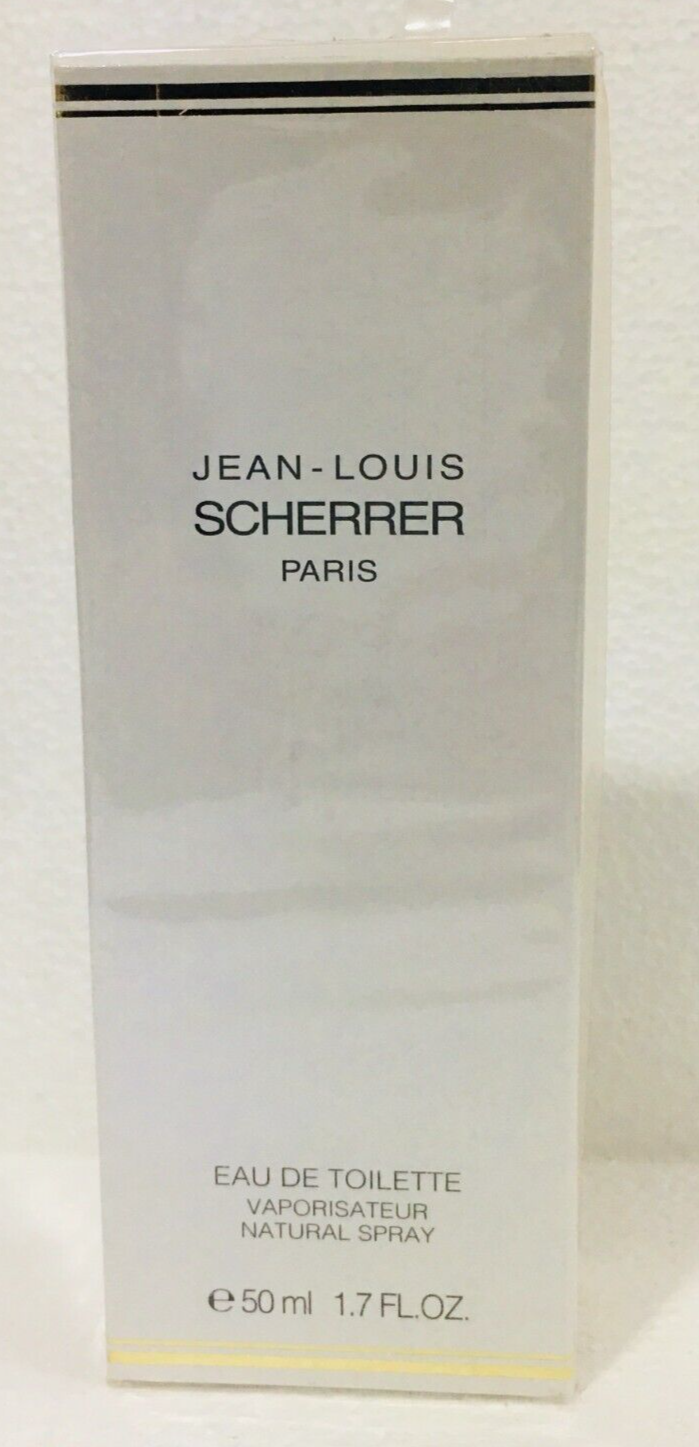 JEAN-LOUIS
SCHERRER
PARIS
EAU DE TOILETTE
VAPORISATEUR
NATURAL SPRAY
℮ 50 ml 1.7 FL.OZ.